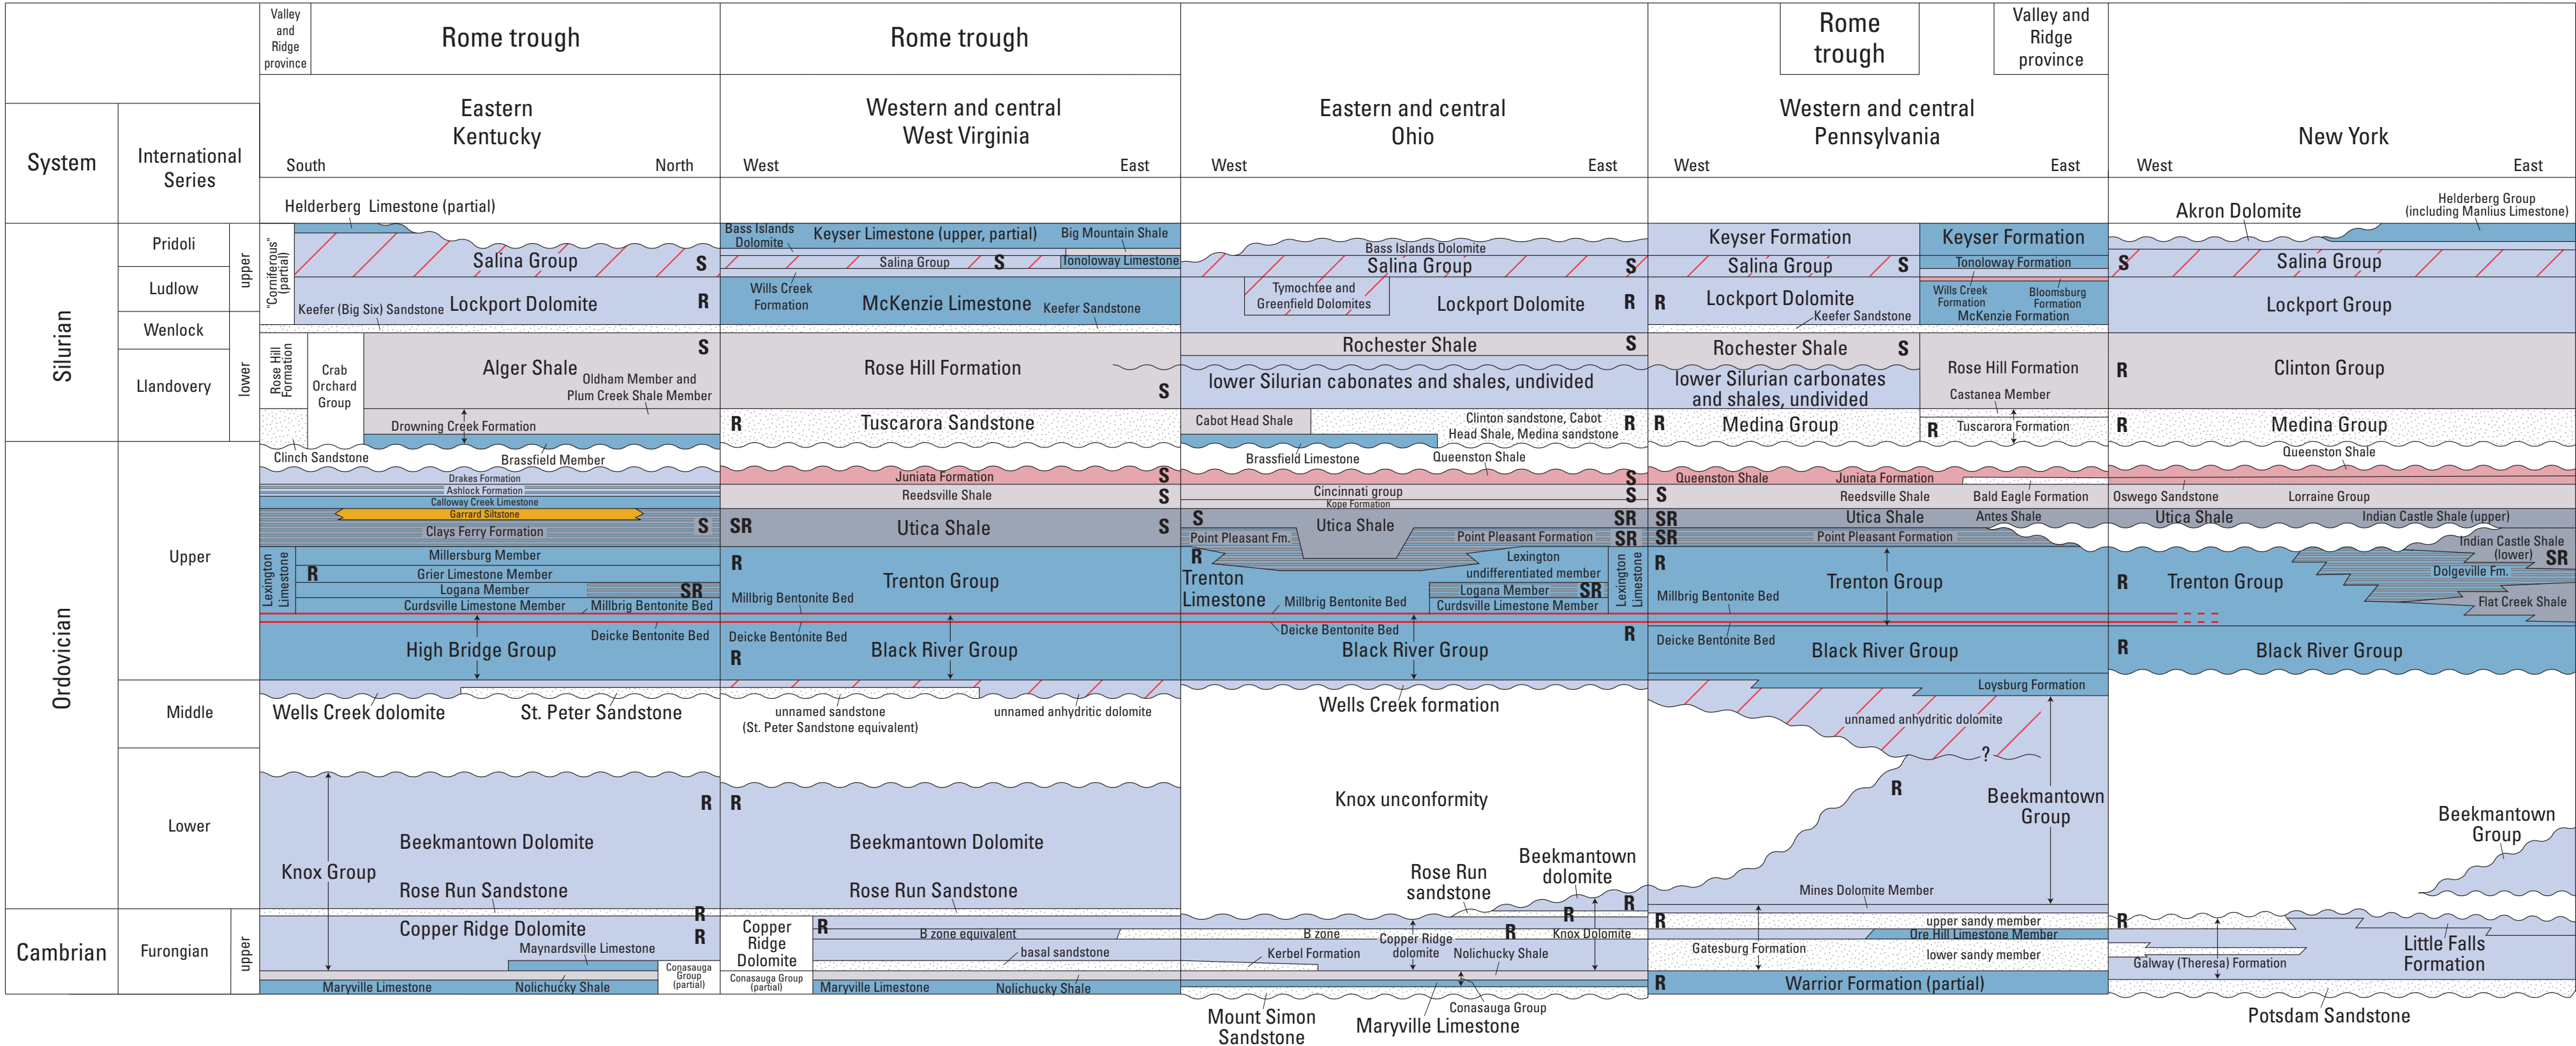 Valley
and
Ridge
province
Rome trough
Rome trough
Rome
trough
Valley and
Ridge
province
System
International
Series
Eastern
Kentucky
South
North
Western and central
West Virginia
West
East
Eastern and central
Ohio
West
East
Western and central
Pennsylvania
West
East
New York
West
East
Silurian
Pridoli
Ludlow
Wenlock
Llandovery
upper
lower
Ordovician
Upper
Middle
Lower
Cambrian
Furongian
upper
Helderberg Limestone (partial)
"Corniferous"
(partial)
Salina Group
S
Keefer (Big Six) Sandstone
Lockport Dolomite
R
Rose Hill
Formation
Crab
Orchard
Group
Alger Shale
S
Oldham Member and
Plum Creek Shale Member
Drowning Creek Formation
Clinch Sandstone
Brassfield Member
Drakes Formation
Ashlock Formation
Calloway Creek Limestone
Garrard Siltstone
Clays Ferry Formation
S
Lexington
Limestone
Millersburg Member
R
Grier Limestone Member
Logana Member
SR
Curdsville Limestone Member
Millbrig Bentonite Bed
Deicke Bentonite Bed
High Bridge Group
Wells Creek dolomite
St. Peter Sandstone
R
Beekmantown Dolomite
Knox Group
Rose Run Sandstone
R
Copper Ridge Dolomite
R
Maynardsville Limestone
Conasauga
Group
(partial)
Maryville Limestone
Nolichucky Shale
Bass Islands
Dolomite
Keyser Limestone (upper, partial)
Big Mountain Shale
Salina Group
S
Tonoloway Limestone
Wills Creek
Formation
McKenzie Limestone
Keefer Sandstone
Rose Hill Formation
S
R
Tuscarora Sandstone
Juniata Formation
S
Reedsville Shale
S
SR
Utica Shale
S
R
Trenton Group
Millbrig Bentonite Bed
Deicke Bentonite Bed
R
Black River Group
unnamed sandstone
(St. Peter Sandstone equivalent)
unnamed anhydritic dolomite
R
Beekmantown Dolomite
Rose Run Sandstone
Copper
Ridge
Dolomite
R
B zone equivalent
basal sandstone
Conasauga Group
(partial)
Maryville Limestone
Nolichucky Shale
Bass Islands Dolomite
Salina Group
S
Tymochtee and
Greenfield Dolomites
Lockport Dolomite
R
Rochester Shale
S
lower Silurian cabonates and shales, undivided
Cabot Head Shale
Clinton sandstone, Cabot
Head Shale, Medina sandstone
R
Brassfield Limestone
Queenston Shale
S
Cincinnati group
S
Kope Formation
S
Utica Shale
SR
Point Pleasant Fm.
Point Pleasant Formation
SR
R
Trenton
Limestone
Lexington
undifferentiated member
Logana Member
SR
Curdsville Limestone Member
Lexington
Limestone
Millbrig Bentonite Bed
Deicke Bentonite Bed
R
Black River Group
Wells Creek formation
Knox unconformity
Rose Run
sandstone
Beekmantown
dolomite
R
R
B zone
R
Knox Dolomite
Kerbel Formation
Copper Ridge
dolomite
Nolichucky Shale
Conasauga Group
Mount Simon
Sandstone
Maryville Limestone
Keyser Formation
Keyser Formation
Salina Group
S
Tonoloway Formation
R
Lockport Dolomite
Keefer Sandstone
Wills Creek
Formation
Bloomsburg
Formation
McKenzie Formation
Rochester Shale
S
lower Silurian carbonates
and shales, undivided
Rose Hill Formation
Castanea Member
R
Medina Group
R
Tuscarora Formation
Queenston Shale
Juniata Formation
S
Reedsville Shale
Bald Eagle Formation
SR
Utica Shale
Antes Shale
SR
Point Pleasant Formation
R
Trenton Group
Millbrig Bentonite Bed
Deicke Bentonite Bed
Black River Group
Loysburg Formation
unnamed anhydritic dolomite
?
R
Beekmantown
Group
Mines Dolomite Member
R
upper sandy member
Ore Hill Limestone Member
Gatesburg Formation
lower sandy member
R
Warrior Formation (partial)
Akron Dolomite
Helderberg Group
(including Manlius Limestone)
S
Salina Group
Lockport Group
R
Clinton Group
R
Medina Group
Queenston Shale
Oswego Sandstone
Lorraine Group
Utica Shale
Indian Castle Shale (upper)
Indian Castle Shale
(lower)
SR
R
Trenton Group
Dolgeville Fm.
Flat Creek Shale
R
Black River Group
Beekmantown
Group
R
Little Falls
Formation
Galway (Theresa) Formation
Potsdam Sandstone